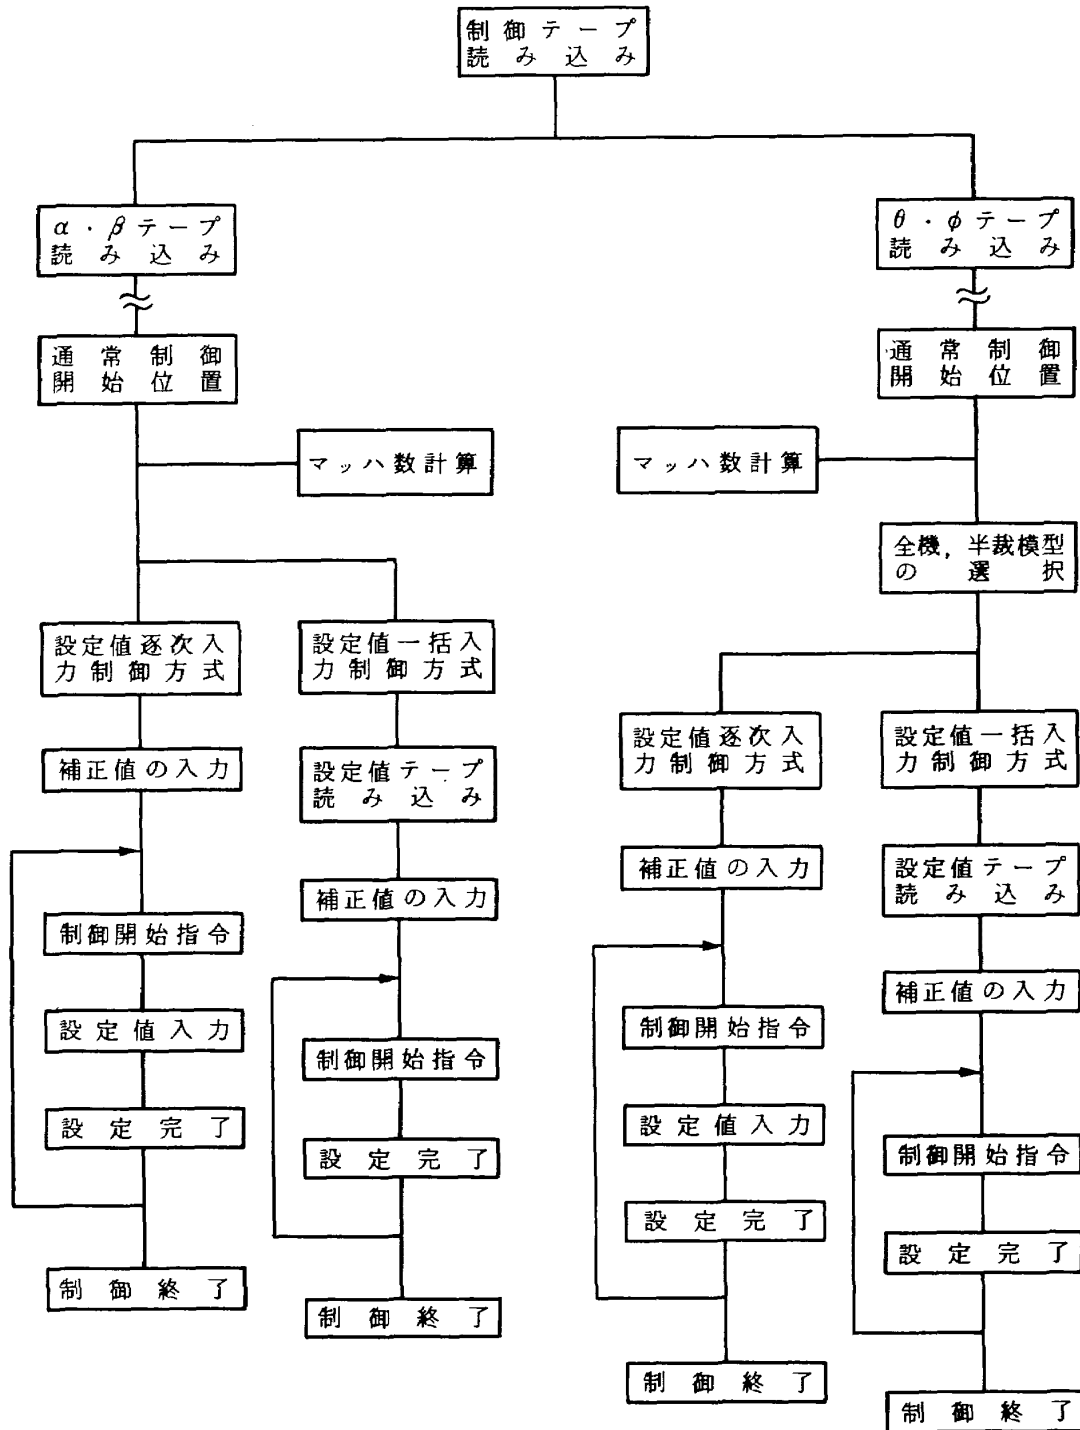 制御テープ
読み込み
α・βテープ
読み込み
通常制御
開始位置
マッハ数計算
設定値逐次入
力制御方式
補正値の入力
制御開始指令
設定値入力
設定完了
制御終了
設定値一括入
力制御方式
設定値テープ
読み込み
補正値の入力
制御開始指令
設定完了
制御終了
θ・φテープ
読み込み
通常制御
開始位置
マッハ数計算
全機,半裁模型
の選択
設定値逐次入
力制御方式
補正値の入力
制御開始指令
設定値入力
設定完了
制御終了
設定値一括入
力制御方式
設定値テープ
読み込み
補正値の入力
制御開始指令
設定完了
制御終了